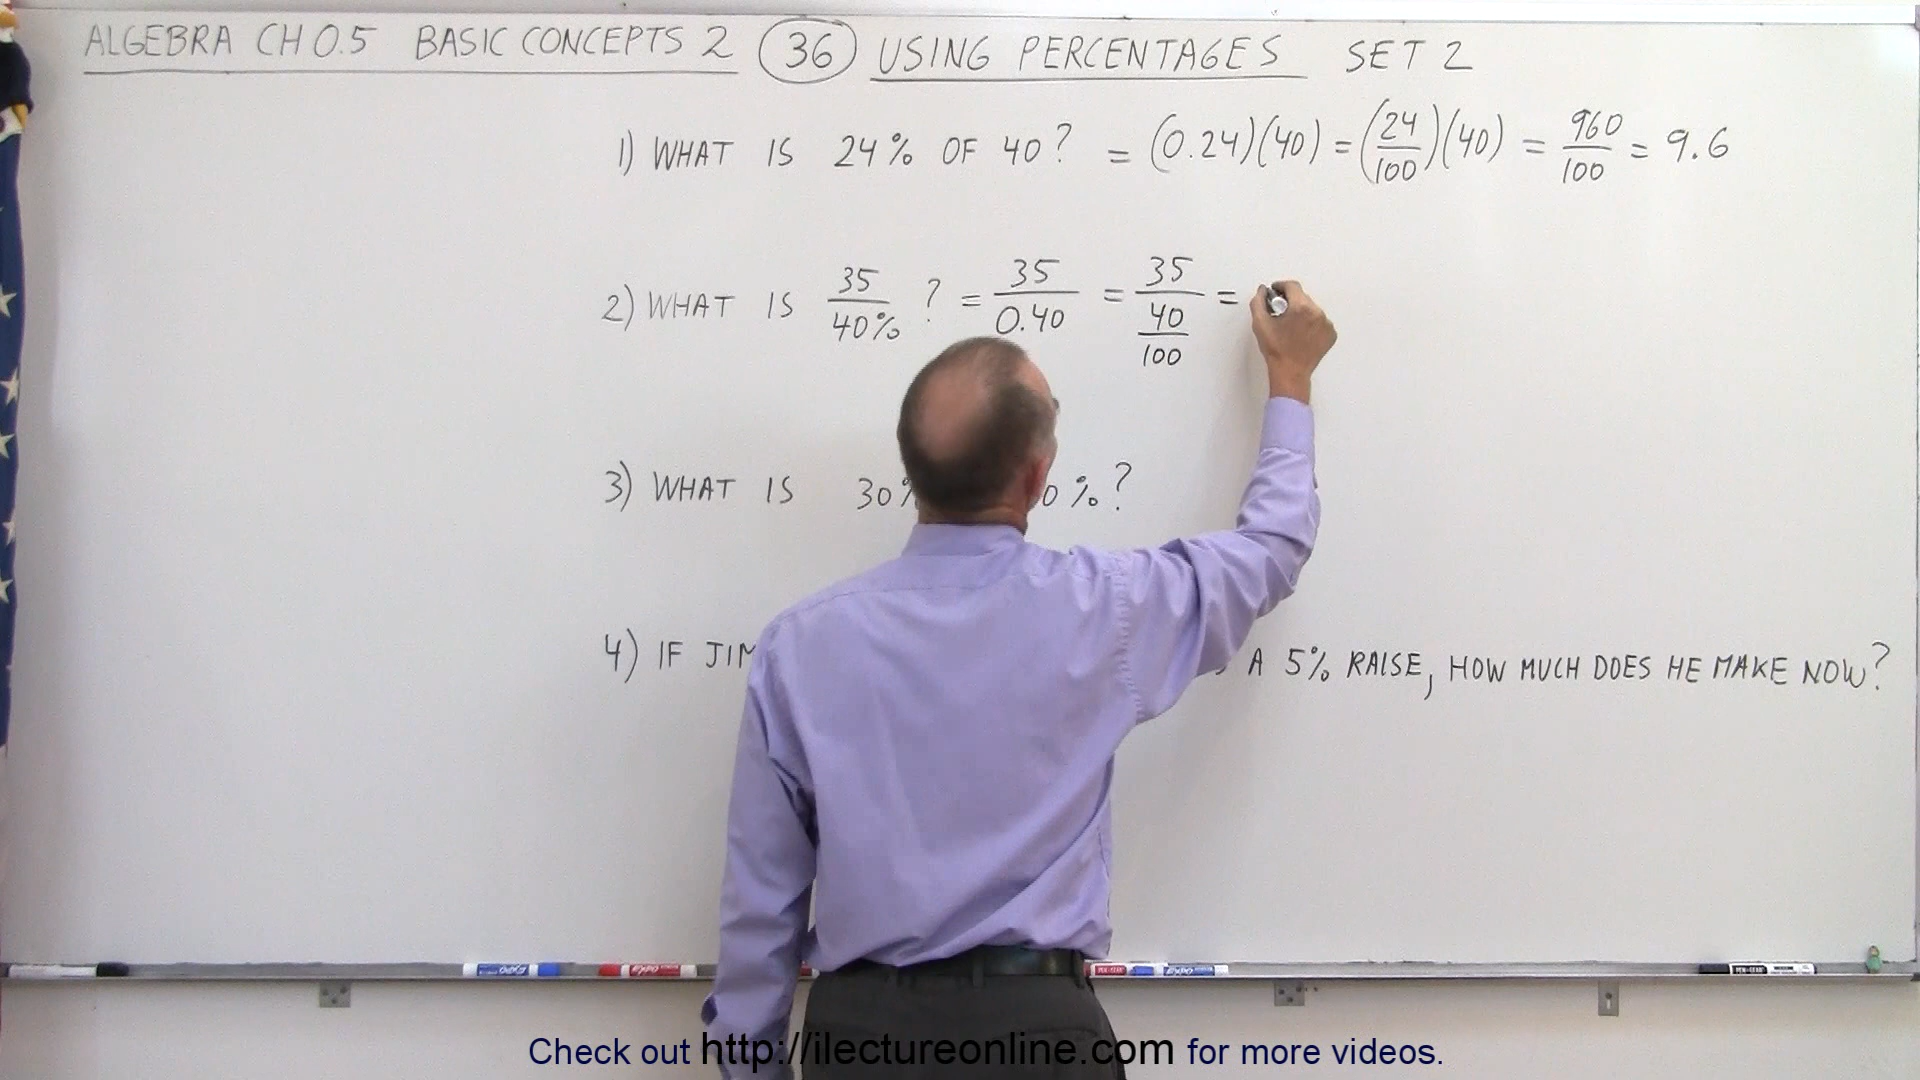 ALGEBRA CH 0.5 BASIC CONCEPTS 2 36 USING PERCENTAGES SET 2
1) WHAT IS 24% OF 40? = (0.24)(40) = (24/100)(40) = 960/100 = 9.6
2) WHAT IS 35/40% ? = 35/0.40 = 35/(40/100) =
3) WHAT IS 30% %?
4) IF JIM A 5% RAISE, HOW MUCH DOES HE MAKE NOW?
Check out http://ilectureonline.com for more videos.